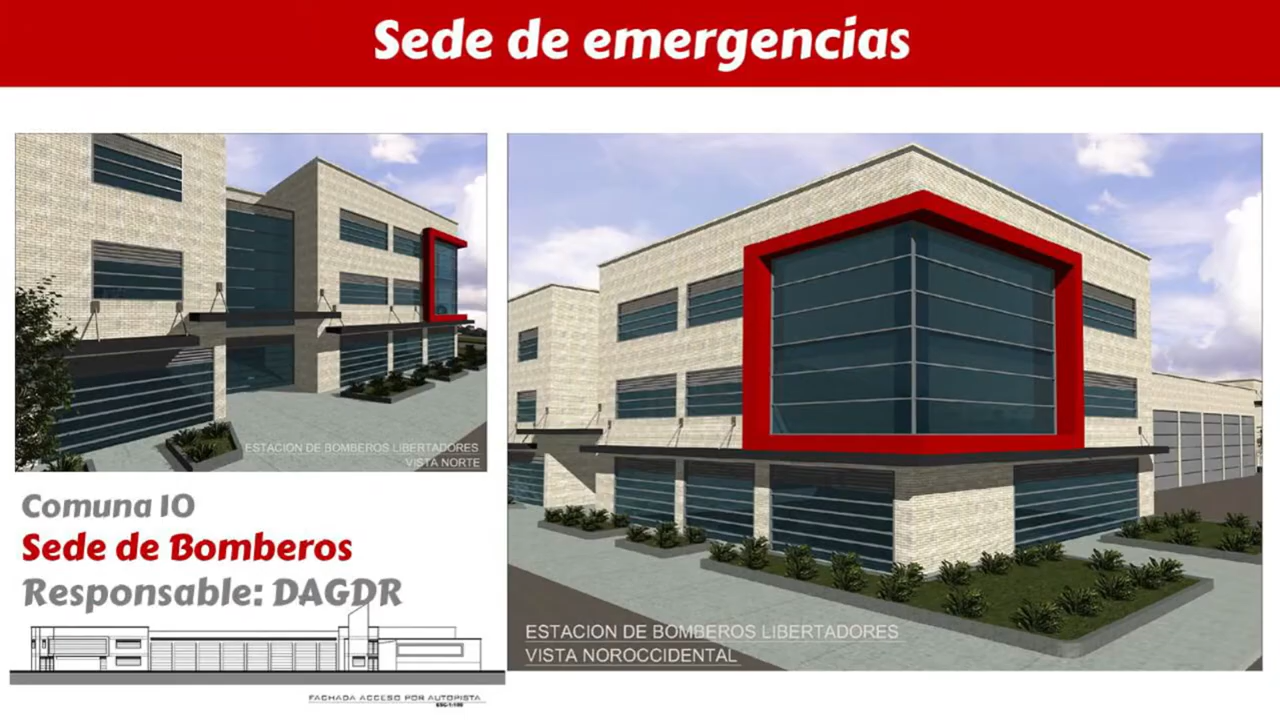 Sede de emergencias
ESTACION DE BOMBEROS LIBERTADORES
VISTA NORTE
Comuna 10
Sede de Bomberos
Responsable: DAGDR
FACHADA ACCESO POR AUTOPISTA
ESTACION DE BOMBEROS LIBERTADORES
VISTA NOROCCIDENTAL